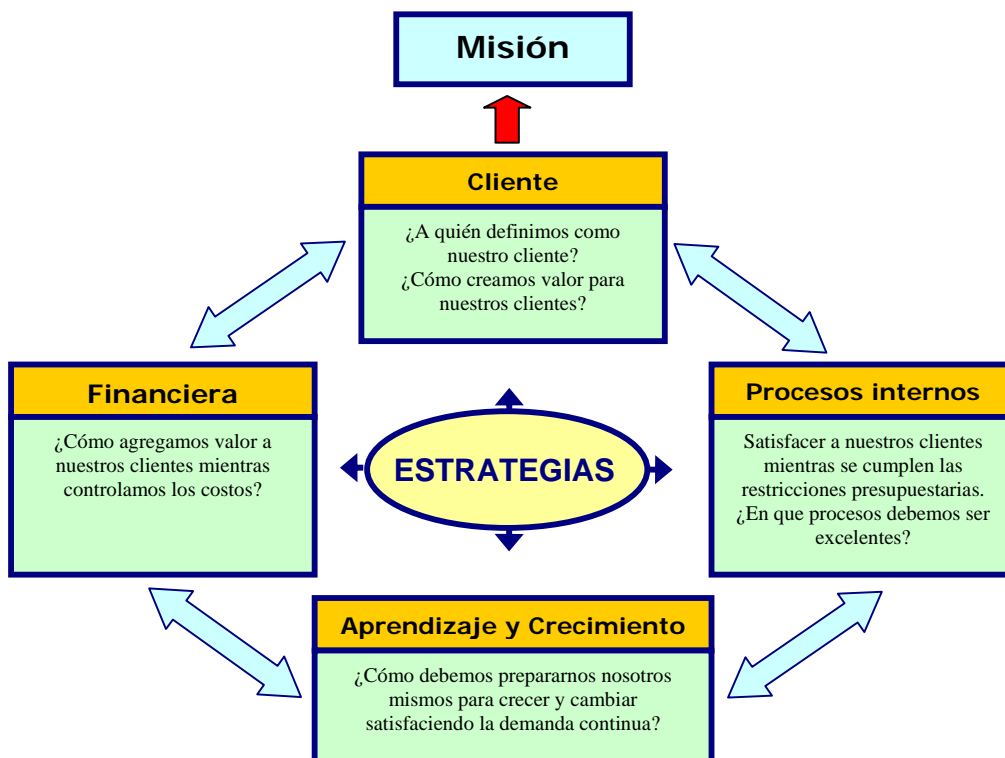 Misión
Cliente
¿A quién definimos como
nuestro cliente?
¿Cómo creamos valor para
nuestros clientes?
Financiera
¿Cómo agregamos valor a
nuestros clientes mientras
controlamos los costos?
ESTRATEGIAS
Procesos internos
Satisfacer a nuestros clientes
mientras se cumplen las
restricciones presupuestarias.
¿En que procesos debemos ser
excelentes?
Aprendizaje y Crecimiento
¿Cómo debemos prepararnos nosotros
mismos para crecer y cambiar
satisfaciendo la demanda continua?